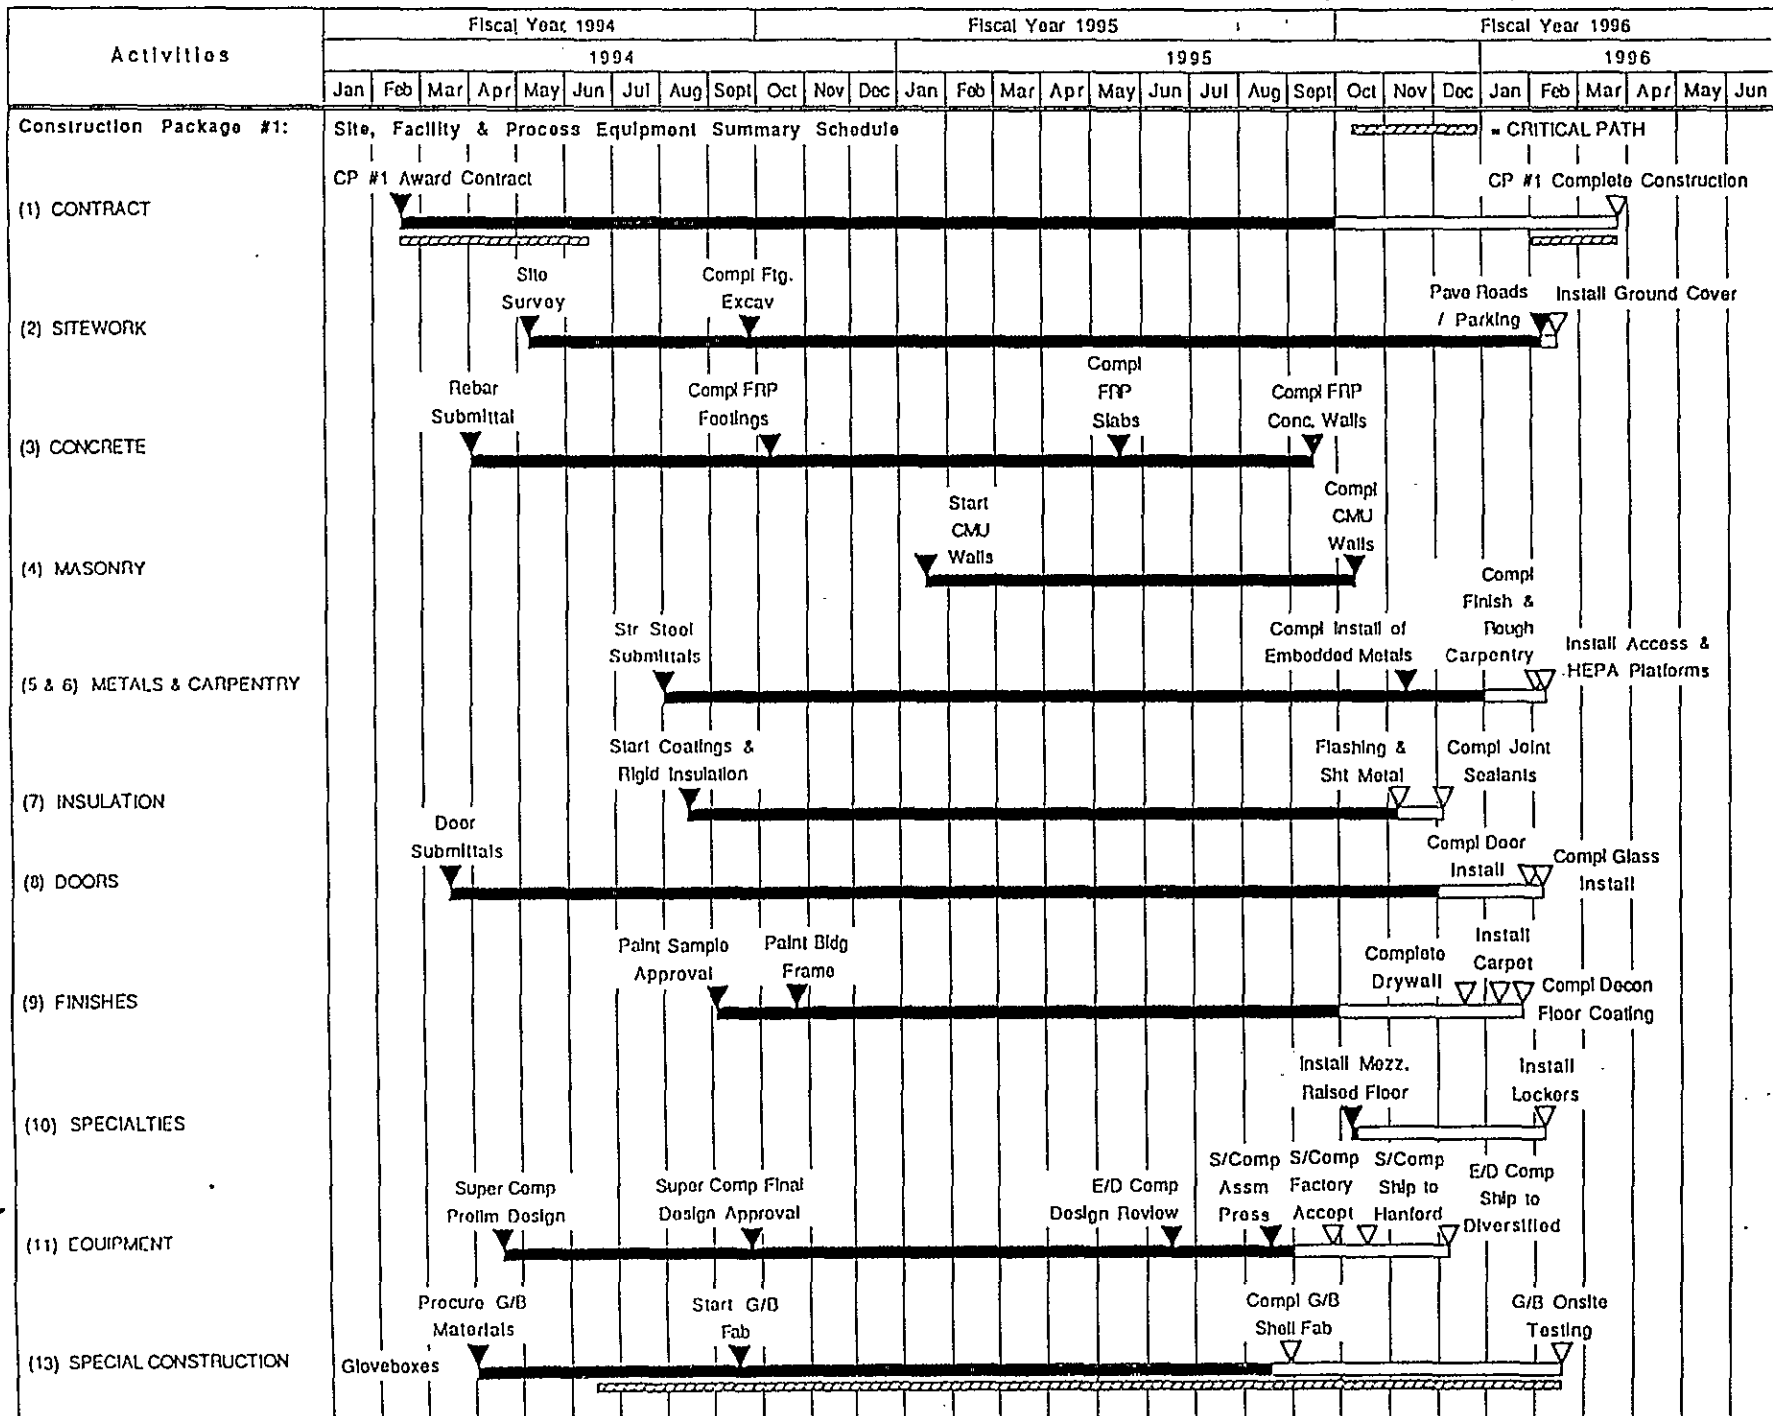 Activities
Fiscal Year 1994
Fiscal Year 1995
Fiscal Year 1996
1994
1995
1996
Jan Feb Mar Apr May Jun Jul Aug Sept Oct Nov Dec Jan Feb Mar Apr May Jun Jul Aug Sept Oct Nov Dec Jan Feb Mar Apr May Jun
Construction Package #1: Site, Facility & Process Equipment Summary Schedule
= CRITICAL PATH
(1) CONTRACT
CP #1 Award Contract
CP #1 Complete Construction
(2) SITEWORK
Site
Survey
Compl Ftg.
Excav
Pave Roads
/ Parking
Install Ground Cover
(3) CONCRETE
Rebar
Submittal
Compl FRP
Footings
Compl
FRP
Slabs
Compl FRP
Conc. Walls
(4) MASONRY
Start
CMU
Walls
Compl
CMU
Walls
(5 & 6) METALS & CARPENTRY
Str Steel
Submittals
Compl Install of
Embedded Metals
Compl
Finish &
Rough
Carpentry
Install Access &
HEPA Platforms
(7) INSULATION
Start Coatings &
Rigid Insulation
Flashing &
Sht Metal
Compl Joint
Sealants
(8) DOORS
Door
Submittals
Compl Door
Install
Compl Glass
Install
(9) FINISHES
Paint Sample
Approval
Paint Bldg
Frame
Complete
Drywall
Install
Carpet
Compl Decon
Floor Coating
(10) SPECIALTIES
Install Mezz.
Raised Floor
Install
Lockers
(11) EQUIPMENT
Super Comp
Prelim Design
Super Comp Final
Design Approval
E/D Comp
Design Review
S/Comp
Assm
Press
S/Comp
Factory
Accept
S/Comp
Ship to
Hanford
E/D Comp
Ship to
Diversified
(13) SPECIAL CONSTRUCTION
Gloveboxes
Procure G/B
Materials
Start G/B
Fab
Compl G/B
Shell Fab
G/B Onsite
Testing